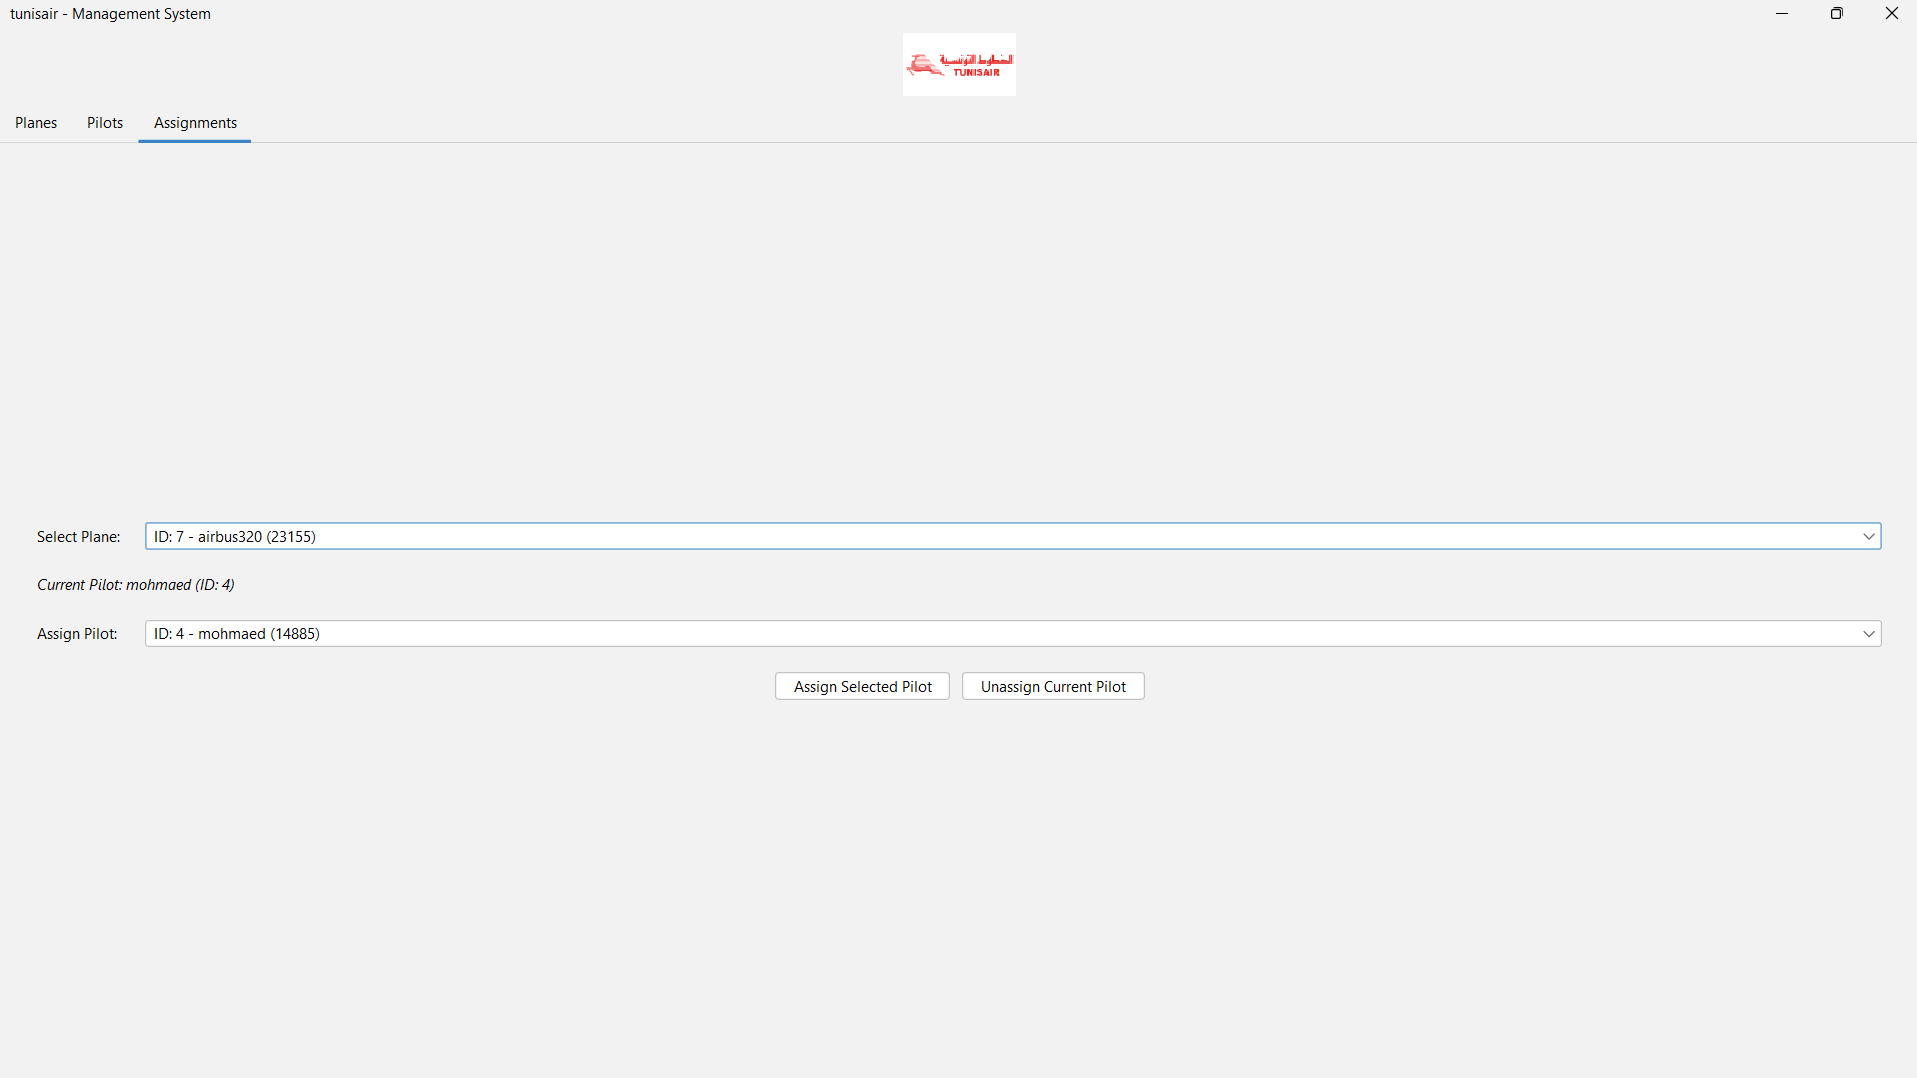 tunisair - Management System
الخطوط التونسية
TUNISAIR
Planes Pilots Assignments
Select Plane: ID: 7 - airbus320 (23155)
Current Pilot: mohmaed (ID: 4)
Assign Pilot: ID: 4 - mohmaed (14885)
Assign Selected Pilot Unassign Current Pilot